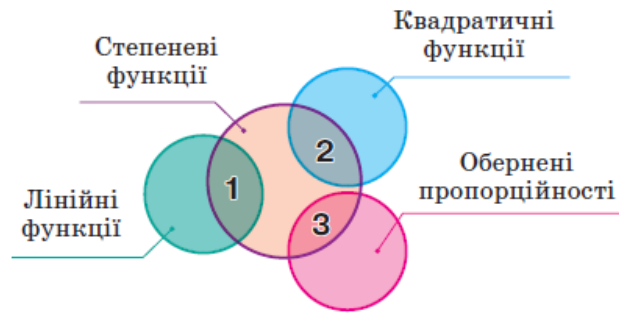 Степеневі
функції
Квадратичні
функції
1
2
3
Лінійні
функції
Обернені
пропорційності